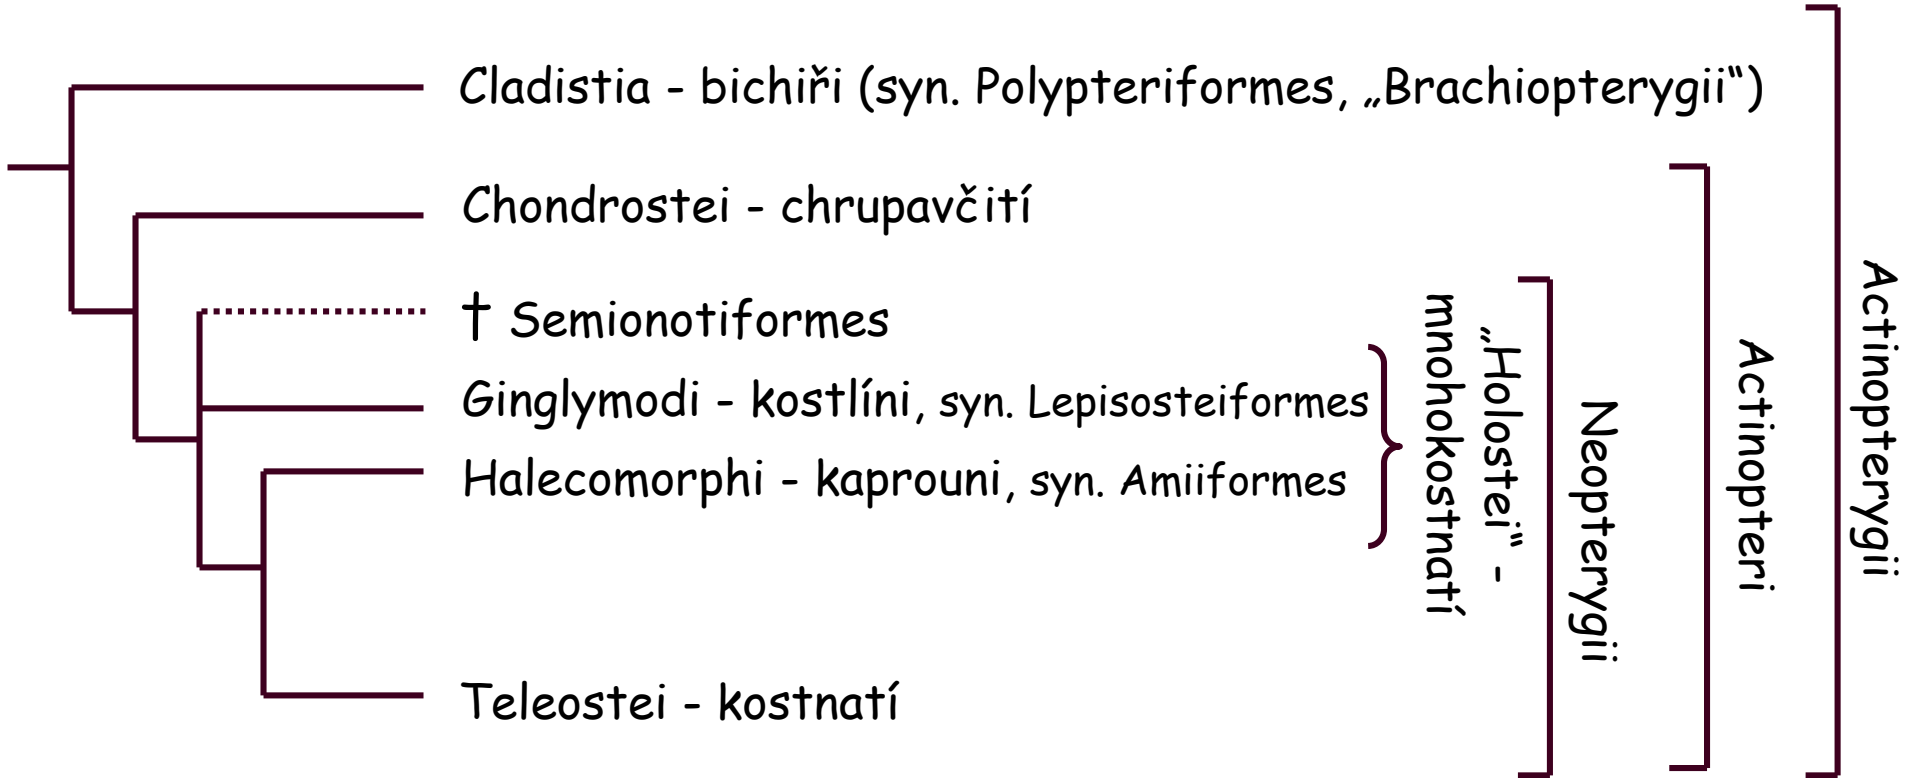 Cladistia - bichiři (syn. Polypteriformes, „Brachiopterygii“)
Chondrostei - chrupavčití
† Semionotiformes
Ginglymodi - kostlíni, syn. Lepisosteiformes
Halecomorphi - kaprouni, syn. Amiiformes
Teleostei - kostnatí
„Holostei“ -
mnohokostnatí
Neopterygii
Actinopteri
Actinopterygii